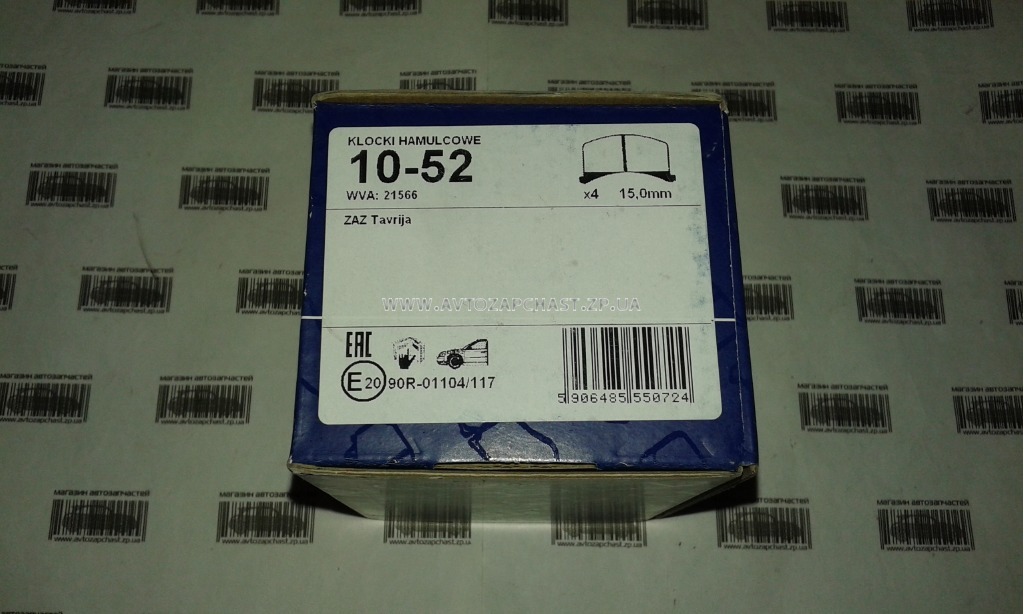 KLOCKI HAMULCOWE
10-52
WVA: 21566
x4 15,0mm
ZAZ Tavrija
WWW.AVTOZAPCHAST.ZP.UA
EAC
E 20 90R-01104/117
5 906485 550724
магазин автозапчастей
www.avtozapchast.zp.ua